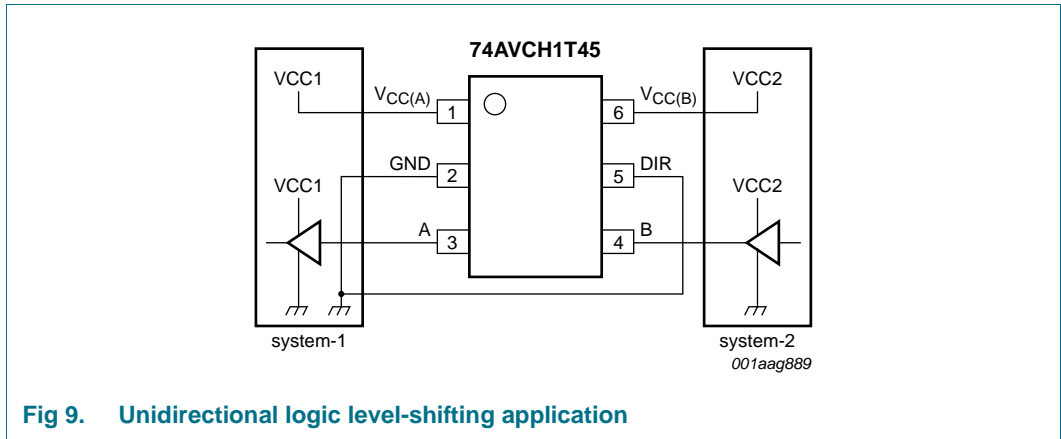 74AVCH1T45
VCC1
VCC(A)
1
6
VCC(B)
VCC2
GND
2
5
DIR
VCC1
VCC2
A
3
4
B
system-1
system-2
001aag889
Fig 9. Unidirectional logic level-shifting application